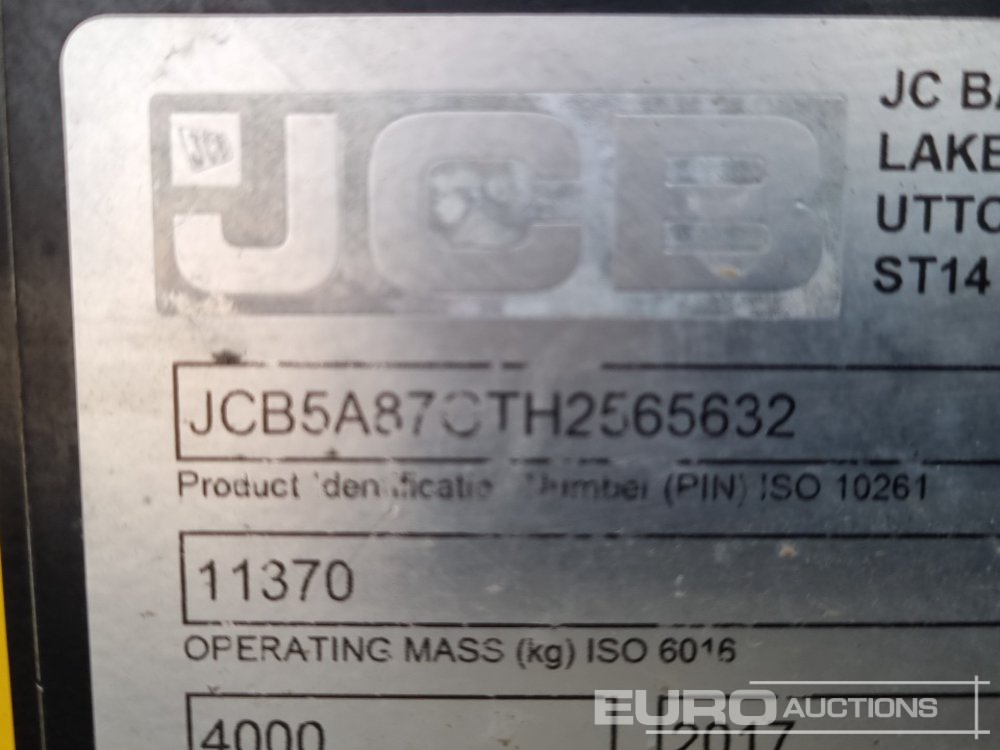 JCB
JC BA
LAKE
UTTO
ST14
JCB5A87CTH2565632
Product Identification Number (PIN) ISO 10261
11370
OPERATING MASS (kg) ISO 6016
4000
2017
EURO AUCTIONS